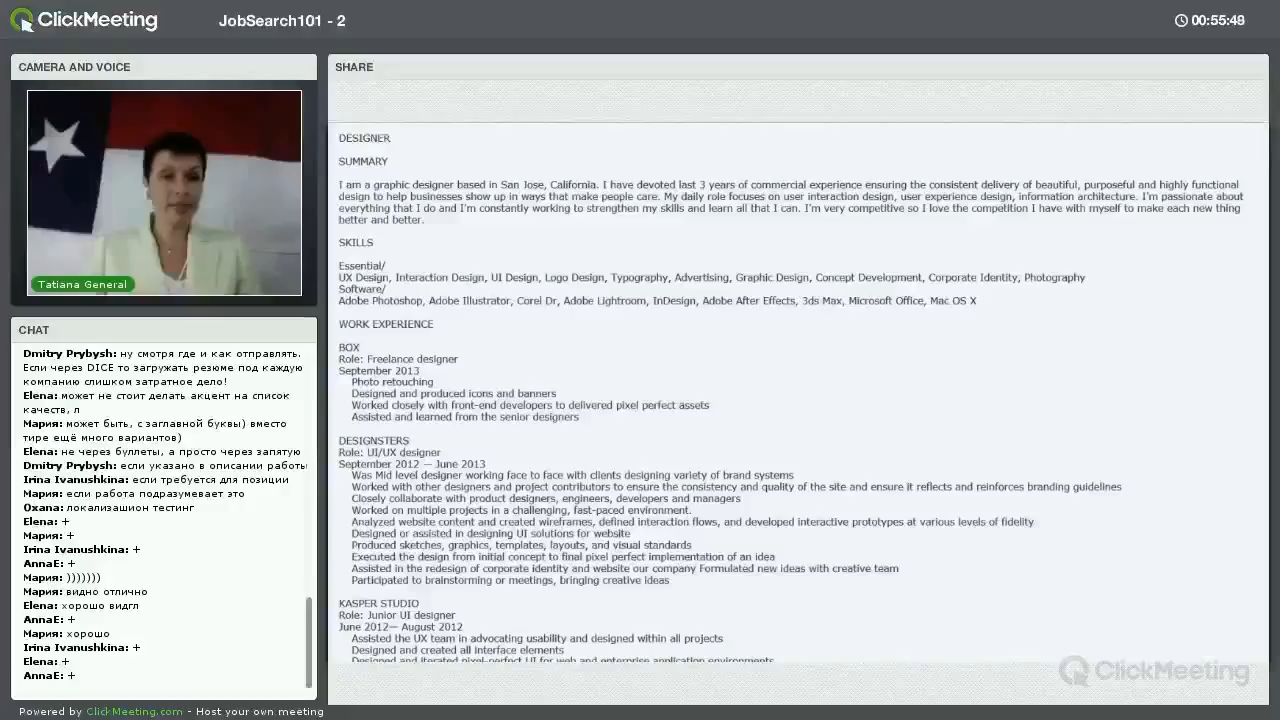 ClickMeeting
JobSearch101 - 2
00:55:48
CAMERA AND VOICE
Tatiana General
CHAT
Dmitry Prybysh: ну смотря где и как отправлять.
Если через DICE то загружать резюме под каждую
компанию слишком затратное дело!
Elena: может не стоит делать акцент на список
качеств, л
Мария: может быть, с заглавной буквы) вместо
тире ещё много вариантов)
Elena: не через буллеты, а просто через запятую
Dmitry Prybysh: если указано в описании работы
Irina Ivanushkina: если требуется для позиции
Мария: если работа подразумевает это
Oxana: локализашион тестинг
Elena: +
Мария: +
Irina Ivanushkina: +
AnnaE: +
Мария: )))))))
Мария: видно отлично
Elena: хорошо видгл
AnnaE: +
Мария: хорошо
Irina Ivanushkina: +
Elena: +
AnnaE: +
SHARE
DESIGNER
SUMMARY
I am a graphic designer based in San Jose, California. I have devoted last 3 years of commercial experience ensuring the consistent delivery of beautiful, purposeful and highly functional
design to help businesses show up in ways that make people care. My daily role focuses on user interaction design, user experience design, information architecture. I'm passionate about
everything that I do and I'm constantly working to strengthen my skills and learn all that I can. I'm very competitive so I love the competition I have with myself to make each new thing
better and better.
SKILLS
Essential/
UX Design, Interaction Design, UI Design, Logo Design, Typography, Advertising, Graphic Design, Concept Development, Corporate Identity, Photography
Software/
Adobe Photoshop, Adobe Illustrator, Corel Dr, Adobe Lightroom, InDesign, Adobe After Effects, 3ds Max, Microsoft Office, Mac OS X
WORK EXPERIENCE
BOX
Role: Freelance designer
September 2013
Photo retouching
Designed and produced icons and banners
Worked closely with front-end developers to delivered pixel perfect assets
Assisted and learned from the senior designers
DESIGNSTERS
Role: UI/UX designer
September 2012 — June 2013
Was Mid level designer working face to face with clients designing variety of brand systems
Worked with other designers and project contributors to ensure the consistency and quality of the site and ensure it reflects and reinforces branding guidelines
Closely collaborate with product designers, engineers, developers and managers
Worked on multiple projects in a challenging, fast-paced environment.
Analyzed website content and created wireframes, defined interaction flows, and developed interactive prototypes at various levels of fidelity
Designed or assisted in designing UI solutions for website
Produced sketches, graphics, templates, layouts, and visual standards
Executed the design from initial concept to final pixel perfect implementation of an idea
Assisted in the redesign of corporate identity and website our company Formulated new ideas with creative team
Participated to brainstorming or meetings, bringing creative ideas
KASPER STUDIO
Role: Junior UI designer
June 2012— August 2012
Assisted the UX team in advocating usability and designed within all projects
Designed and created all interface elements
Designed and iterated pixel-perfect UI for web and enterprise application environments
ClickMeeting
Powered by ClickMeeting.com - Host your own meeting